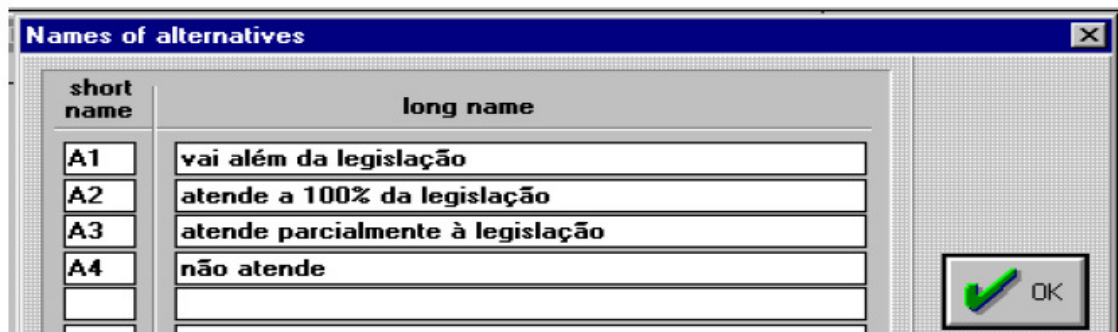 Names of alternatives
short name
long name
A1 vai além da legislação
A2 atende a 100% da legislação
A3 atende parcialmente à legislação
A4 não atende
OK